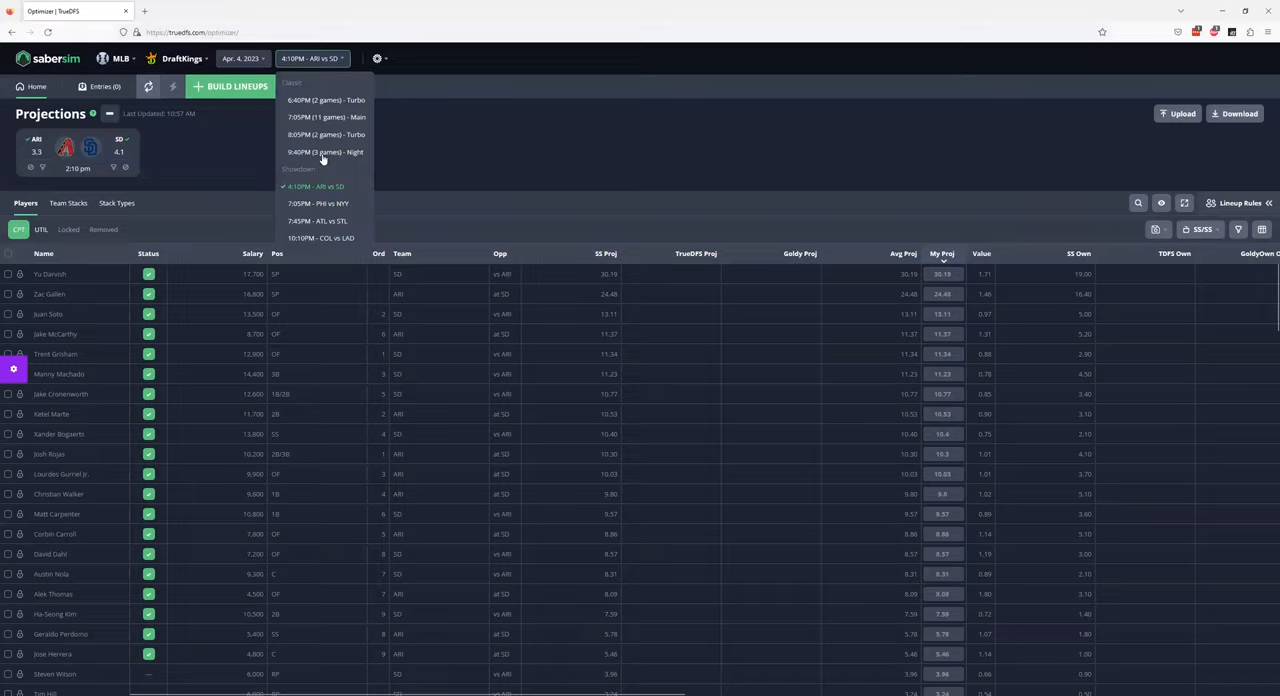 Optimizer | TrueDFS
https://truedfs.com/optimizer/
sabersim MLB DraftKings Apr. 4, 2023 4:10PM - ARI vs SD
Home Entries (0) + BUILD LINEUPS
Classic
6:40PM (2 games) - Turbo
7:05PM (11 games) - Main
8:05PM (2 games) - Turbo
9:40PM (3 games) - Night
Showdown
4:10PM - ARI vs SD
7:05PM - PHI vs NYY
7:45PM - ATL vs STL
10:10PM - COL vs LAD
Projections Last Updated: 10:57 AM Upload Download
ARI SD
3.3 4.1
2:10 pm
Players Team Stacks Stack Types Lineup Rules
CPT UTIL Locked Removed SS/SS
Name Status Salary Pos Ord Team Opp SS Proj TrueDFS Proj Goldy Proj Avg Proj My Proj Value SS Own TDFS Own GoldyOwn
Yu Darvish 17,700 SP SD vs ARI 30.19 30.19 30.19 1.71 19.00
Zac Gallen 16,800 SP ARI at SD 24.48 24.48 24.48 1.46 16.40
Juan Soto 13,500 OF 2 SD vs ARI 13.11 13.11 13.11 0.97 5.00
Jake McCarthy 8,700 OF 6 ARI at SD 11.37 11.37 11.37 1.31 5.20
Trent Grisham 12,900 OF 1 SD vs ARI 11.34 11.34 11.34 0.88 2.90
Manny Machado 14,400 3B 3 SD vs ARI 11.23 11.23 11.23 0.78 4.50
Jake Cronenworth 12,600 1B/2B 5 SD vs ARI 10.77 10.77 10.77 0.85 3.40
Ketel Marte 11,700 2B 2 ARI at SD 10.53 10.53 10.53 0.90 3.10
Xander Bogaerts 13,800 SS 4 SD vs ARI 10.40 10.40 10.4 0.75 2.10
Josh Rojas 10,200 2B/3B 1 ARI at SD 10.30 10.30 10.3 1.01 4.10
Lourdes Gurriel Jr. 9,900 OF 3 ARI at SD 10.03 10.03 10.03 1.01 3.70
Christian Walker 9,600 1B 4 ARI at SD 9.80 9.80 9.8 1.02 5.10
Matt Carpenter 10,800 1B 6 SD vs ARI 9.57 9.57 9.57 0.89 3.60
Corbin Carroll 7,800 OF 5 ARI at SD 8.86 8.86 8.86 1.14 5.10
David Dahl 7,200 OF 8 SD vs ARI 8.57 8.57 8.57 1.19 3.00
Austin Nola 9,300 C 7 SD vs ARI 8.31 8.31 8.31 0.89 2.10
Alek Thomas 4,500 OF 7 ARI at SD 8.09 8.09 8.09 1.80 3.10
Ha-Seong Kim 10,500 2B 9 SD vs ARI 7.59 7.59 7.59 0.72 1.40
Geraldo Perdomo 5,400 SS 8 ARI at SD 5.78 5.78 5.78 1.07 1.80
Jose Herrera 4,800 C 9 ARI at SD 5.46 5.46 5.46 1.14 1.00
Steven Wilson — 6,000 RP SD vs ARI 3.96 3.96 3.96 0.66 0.90
Tim Hill RP SD vs ARI 3.24 3.24 3.24 0.54 0.50